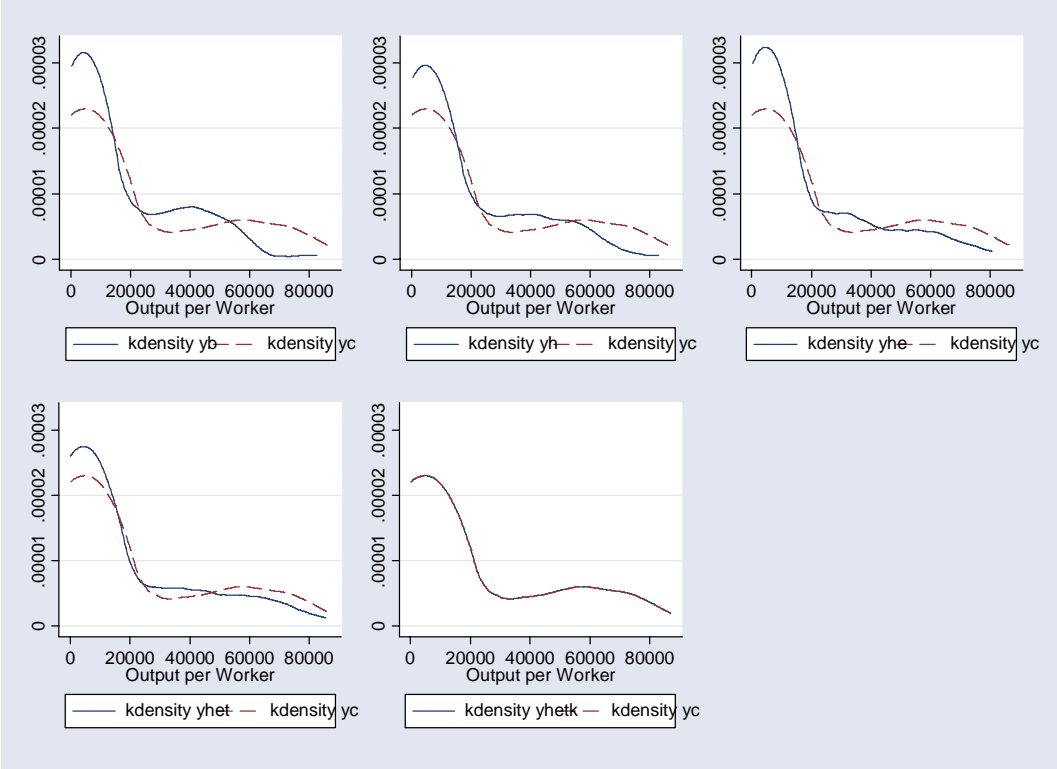 .00003
.00002
.00001
0
0 20000 40000 60000 80000
Output per Worker
kdensity yb kdensity yc
.00003
.00002
.00001
0
0 20000 40000 60000 80000
Output per Worker
kdensity yh kdensity yc
.00003
.00002
.00001
0
0 20000 40000 60000 80000
Output per Worker
kdensity yhe kdensity yc
.00003
.00002
.00001
0
0 20000 40000 60000 80000
Output per Worker
kdensity yhet kdensity yc
.00003
.00002
.00001
0
0 20000 40000 60000 80000
Output per Worker
kdensity yhetk kdensity yc